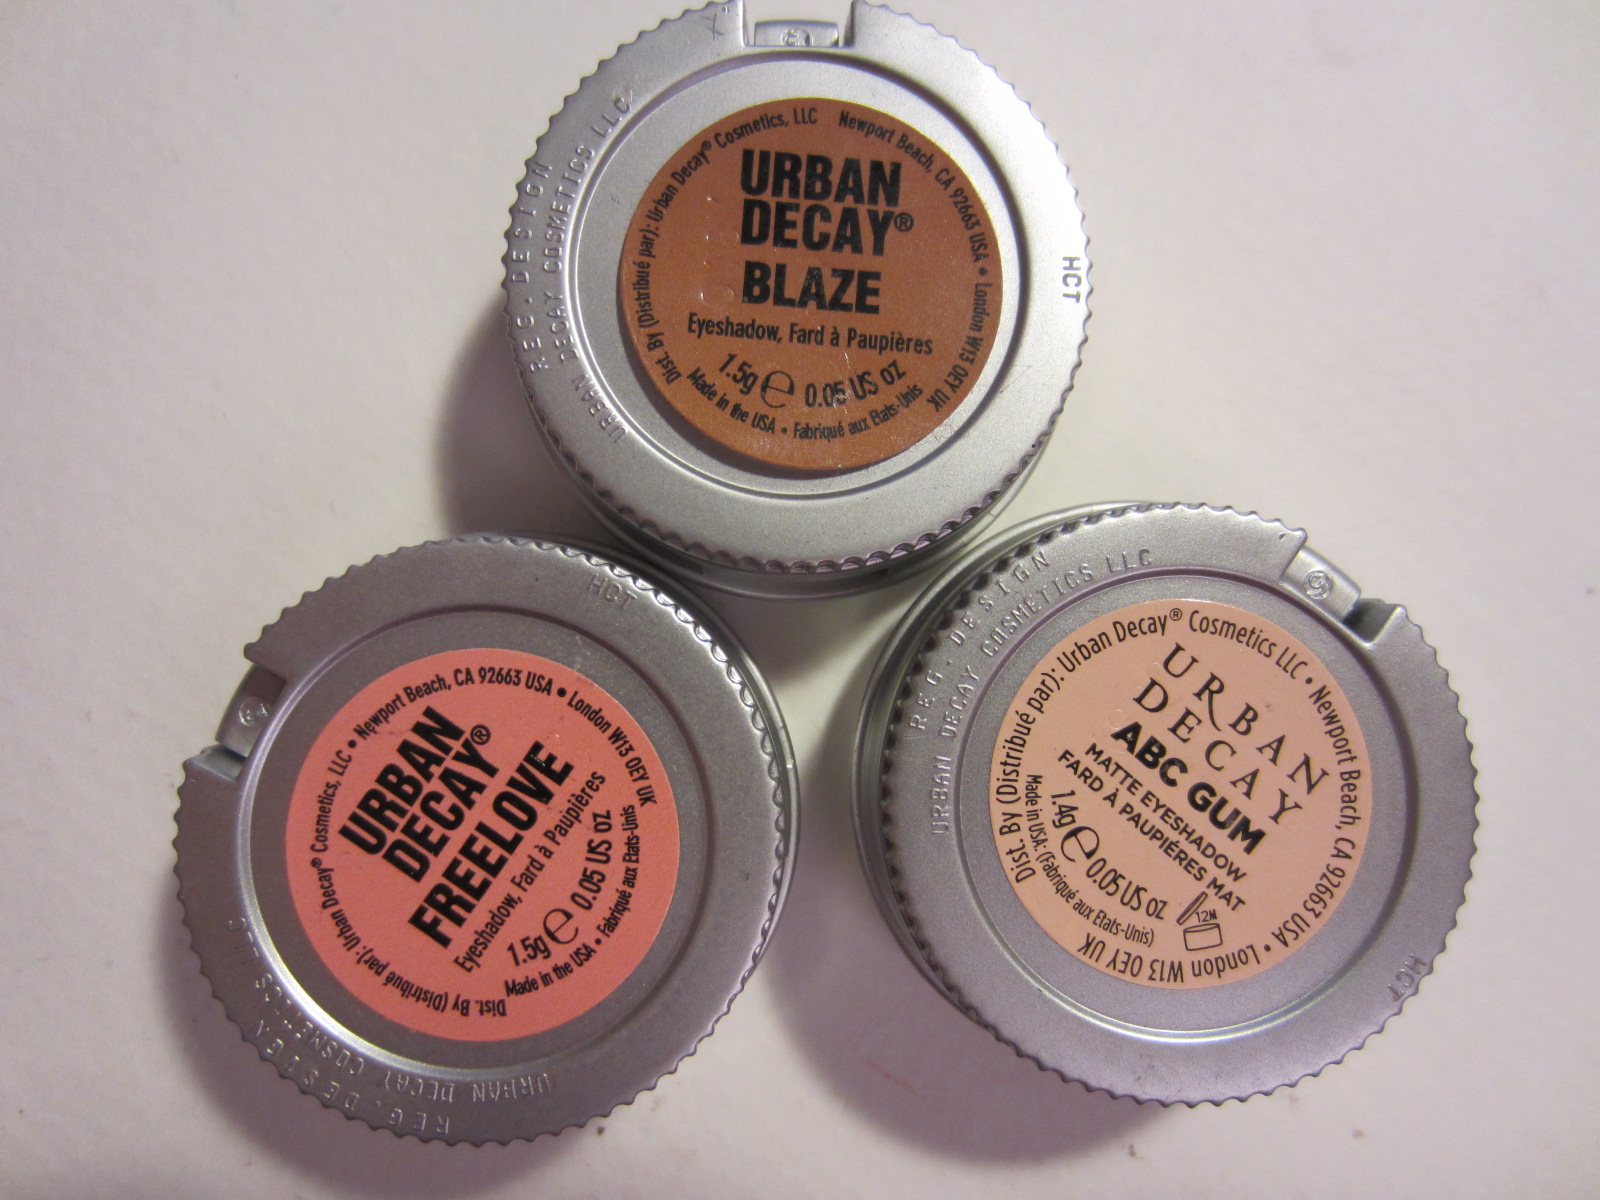 REG. DESIGN
URBAN DECAY COSMETICS LLC
HCT
Dist. By (Distribué par): Urban Decay® Cosmetics, LLC Newport Beach, CA 92663 USA • London W13 0EY UK
URBAN
DECAY®
BLAZE
Eyeshadow, Fard à Paupières
1.5g ℮ 0.05 US OZ
Made in the USA • Fabriqué aux Etats-Unis
HCT
Dist. By (Distribué par): Urban Decay® Cosmetics, LLC • Newport Beach, CA 92663 USA • London W13 0EY UK
URBAN
DECAY®
FREELOVE
Eyeshadow, Fard à Paupières
1.5g ℮ 0.05 US OZ
Made in the USA • Fabriqué aux Etats-Unis
REG. DESIGN
URBAN DECAY COSMETICS LLC
REG. DESIGN
URBAN DECAY COSMETICS LLC
Dist. By (Distribué par): Urban Decay® Cosmetics LLC • Newport Beach, CA 92663 USA • London W13 0EY UK
URBAN
DECAY
ABC GUM
MATTE EYESHADOW
FARD À PAUPIÉRES MAT
1.4g ℮ 0.05 US OZ
12M
Made in USA: (Fabriqué aux Etats-Unis)
HCT